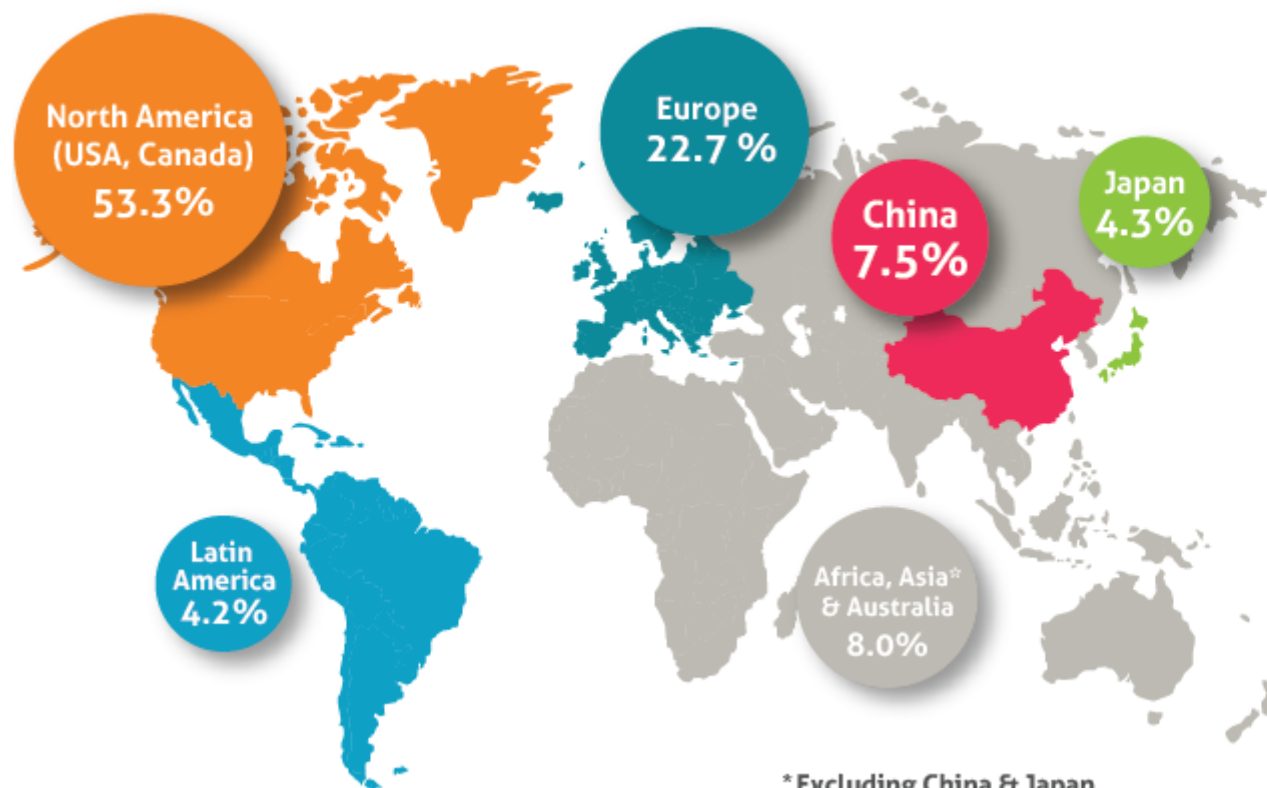 North America
(USA, Canada)
53.3%
Europe
22.7 %
China
7.5%
Japan
4.3%
Latin
America
4.2%
Africa, Asia*
& Australia
8.0%
*Excluding China & Japan